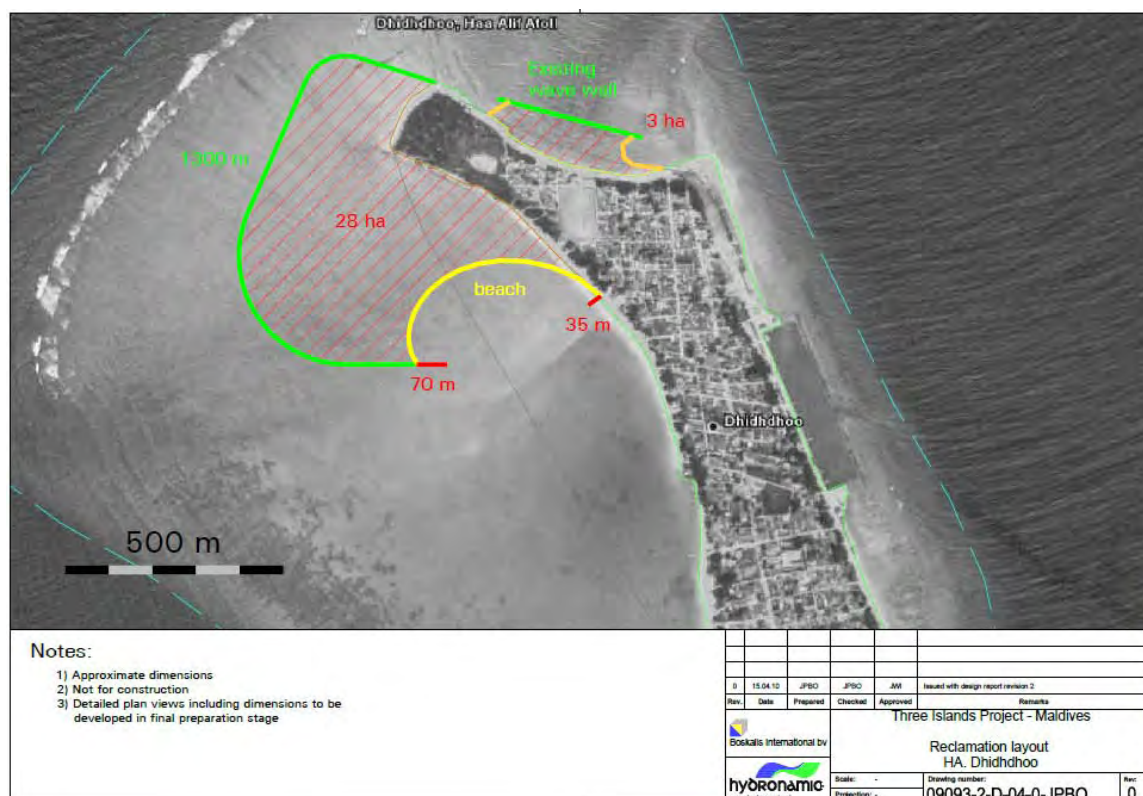 Dhidhdhoo, Haa Alif Atoll
Existing
wave wall
3 ha
1300 m
28 ha
beach
35 m
70 m
Dhidhdhoo
500 m
Notes:
1) Approximate dimensions
2) Not for construction
3) Detailed plan views including dimensions to be
developed in final preparation stage
0 15.04.10 JPBO JPBO JWI Issued with design report revision 2
Rev. Date Prepared Checked Approved Remarks
Boskalis International bv
Three Islands Project - Maldives
Reclamation layout
HA. Dhidhdhoo
hydronamic
Scale: - Drawing number: Rev:
Projection: - 09093-2-D-04-0-JPBO 0